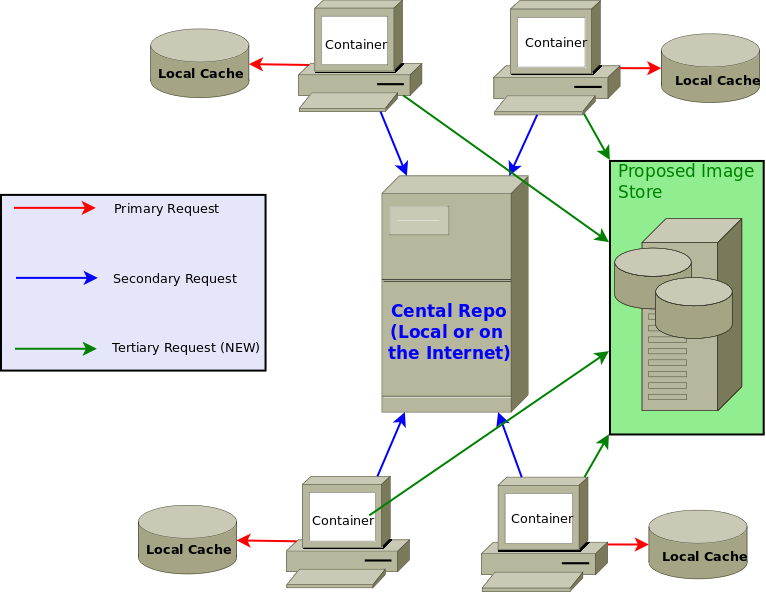 Container
Container
Local Cache
Local Cache
Proposed Image
Store
Primary Request
Secondary Request
Tertiary Request (NEW)
Cental Repo
(Local or on
the Internet)
Container
Container
Local Cache
Local Cache